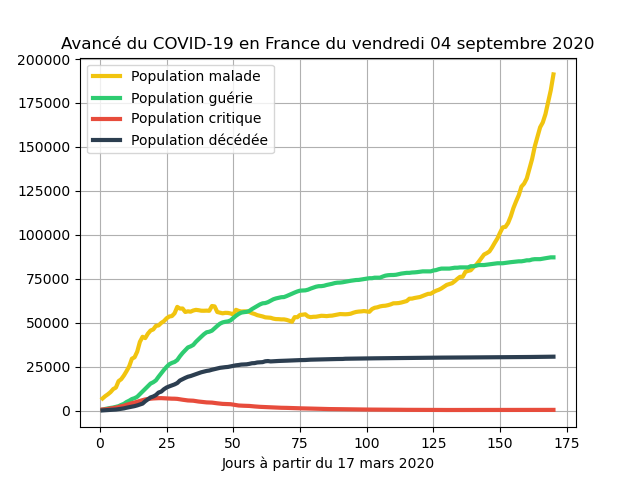 Avancé du COVID-19 en France du vendredi 04 septembre 2020
200000
175000
150000
125000
100000
75000
50000
25000
0
Population malade
Population guérie
Population critique
Population décédée
0 25 50 75 100 125 150 175
Jours à partir du 17 mars 2020